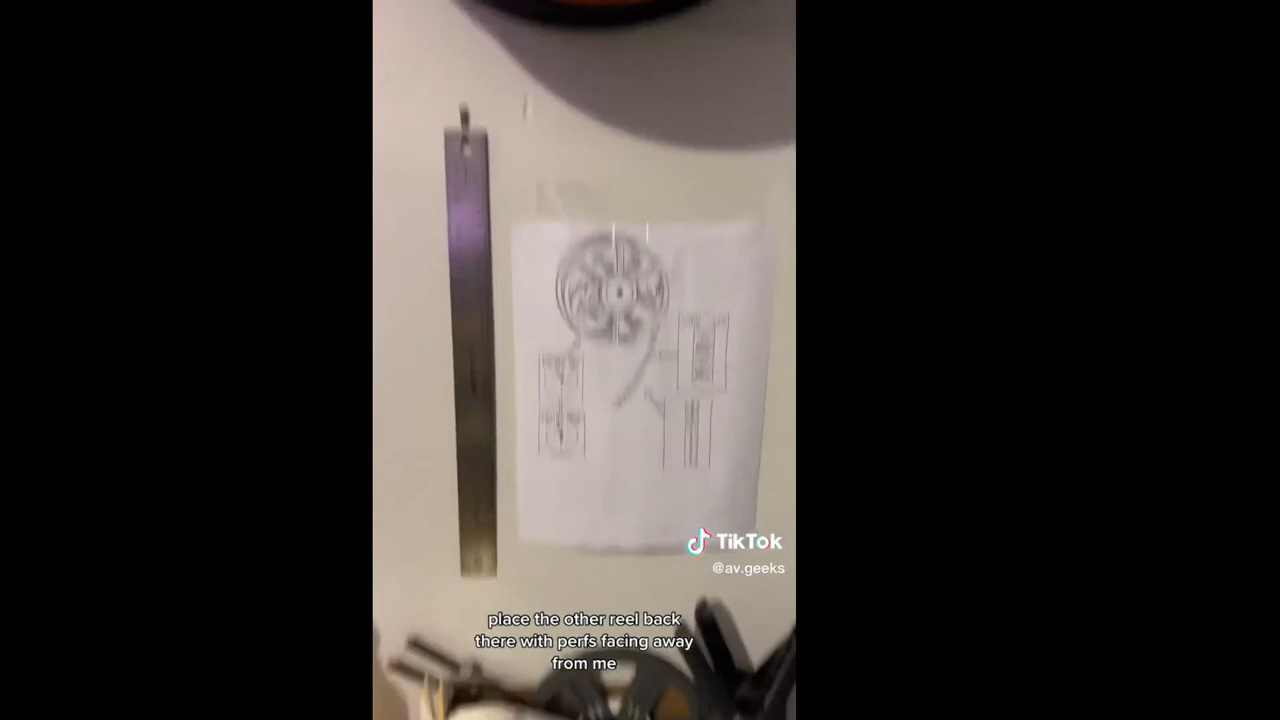 TikTok
@av.geeks
place the other reel back
there with perfs facing away
from me